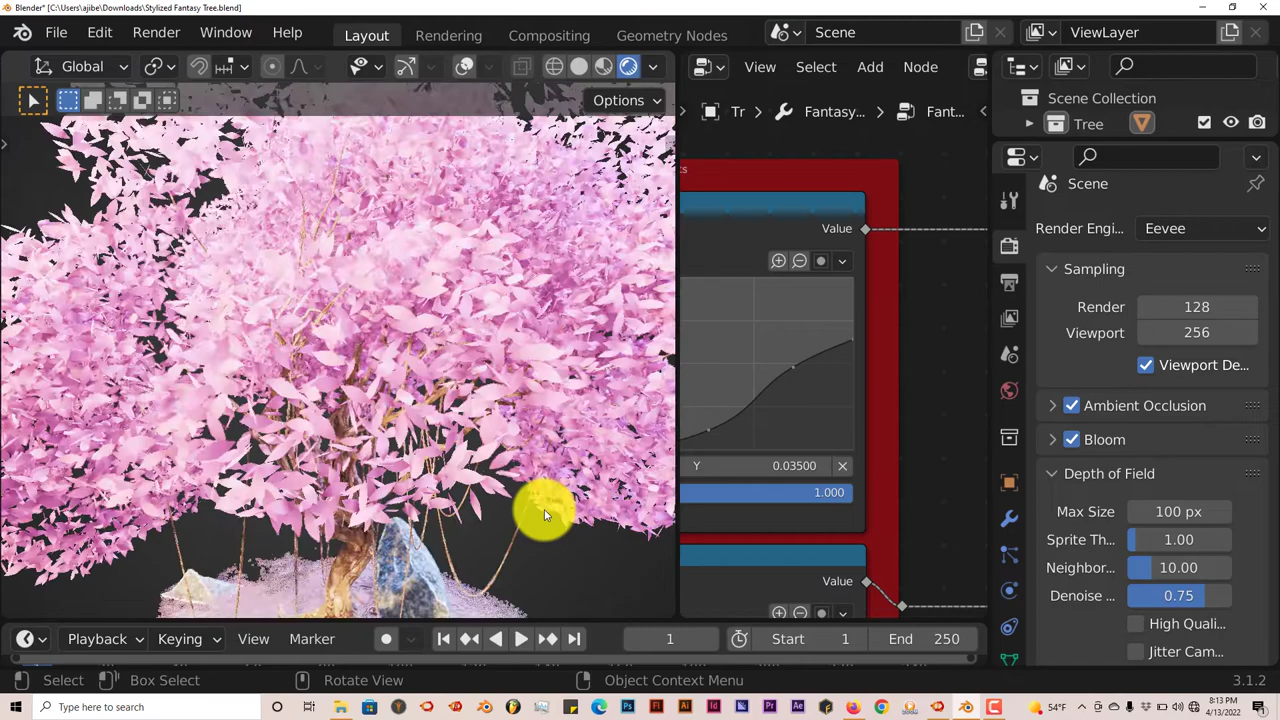 Blender* [C:\Users\ajibe\Downloads\Stylized Fantasy Tree.blend]
File Edit Render Window Help Layout Rendering Compositing Geometry Nodes Scene ViewLayer
Global View Select Add Node
Options Tr Fantasy... Fant... Scene Collection
Tree
ts
Scene
Value Render Engi... Eevee
Sampling
Render 128
Viewport 256
Viewport De...
Ambient Occlusion
Bloom
Y 0.03500 Depth of Field
1.000
Max Size 100 px
Sprite Th... 1.00
Neighbor... 10.00
Value Denoise ... 0.75
High Quali...
Playback Keying View Marker 1 Start 1 End 250
Jitter Cam...
Select Box Select Rotate View Object Context Menu 3.1.2
Type here to search 54°F 8:13 PM
4/13/2022